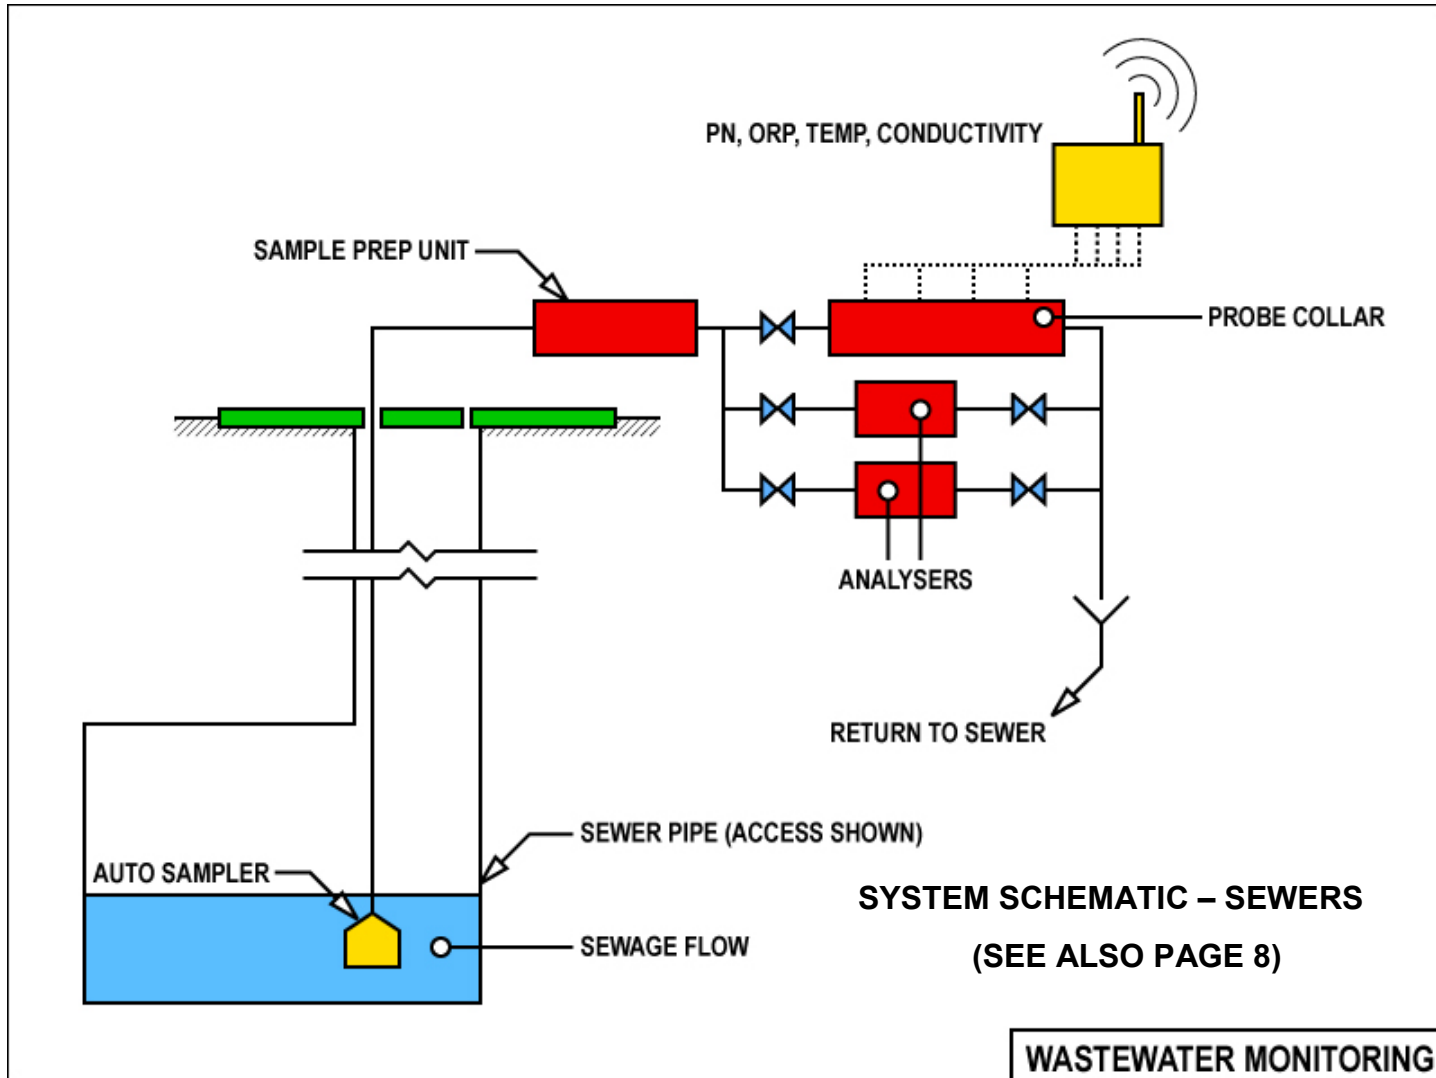 PN, ORP, TEMP, CONDUCTIVITY
SAMPLE PREP UNIT
PROBE COLLAR
ANALYSERS
RETURN TO SEWER
SEWER PIPE (ACCESS SHOWN)
AUTO SAMPLER
SEWAGE FLOW
SYSTEM SCHEMATIC – SEWERS
(SEE ALSO PAGE 8)
WASTEWATER MONITORING